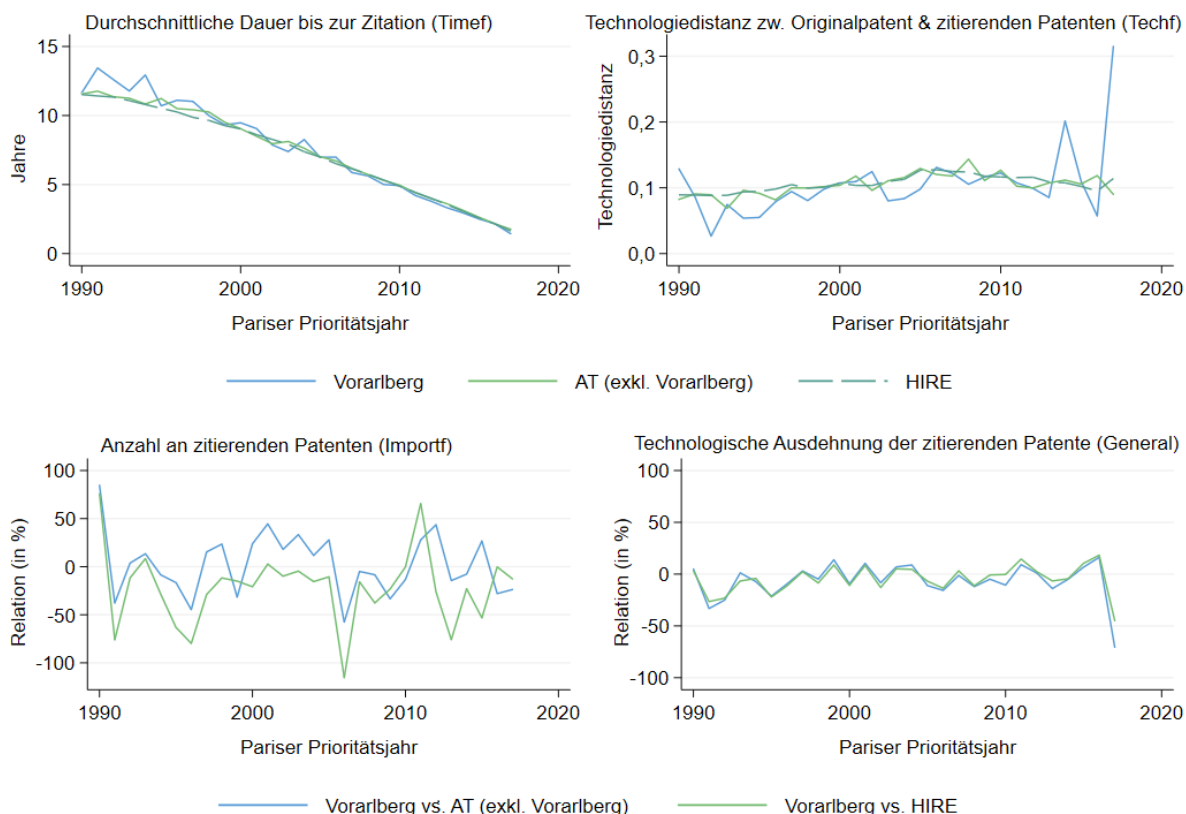 Durchschnittliche Dauer bis zur Zitation (Timef)
15
10
5
0
Jahre
1990
2000
2010
2020
Pariser Prioritätsjahr
Technologiedistanz zw. Originalpatent & zitierenden Patenten (Techf)
0,3
0,2
0,1
0,0
Technologiedistanz
1990
2000
2010
2020
Pariser Prioritätsjahr
Vorarlberg
AT (exkl. Vorarlberg)
HIRE
Anzahl an zitierenden Patenten (Importf)
100
50
0
-50
-100
Relation (in %)
1990
2000
2010
2020
Pariser Prioritätsjahr
Technologische Ausdehnung der zitierenden Patente (General)
100
50
0
-50
-100
Relation (in %)
1990
2000
2010
2020
Pariser Prioritätsjahr
Vorarlberg vs. AT (exkl. Vorarlberg)
Vorarlberg vs. HIRE